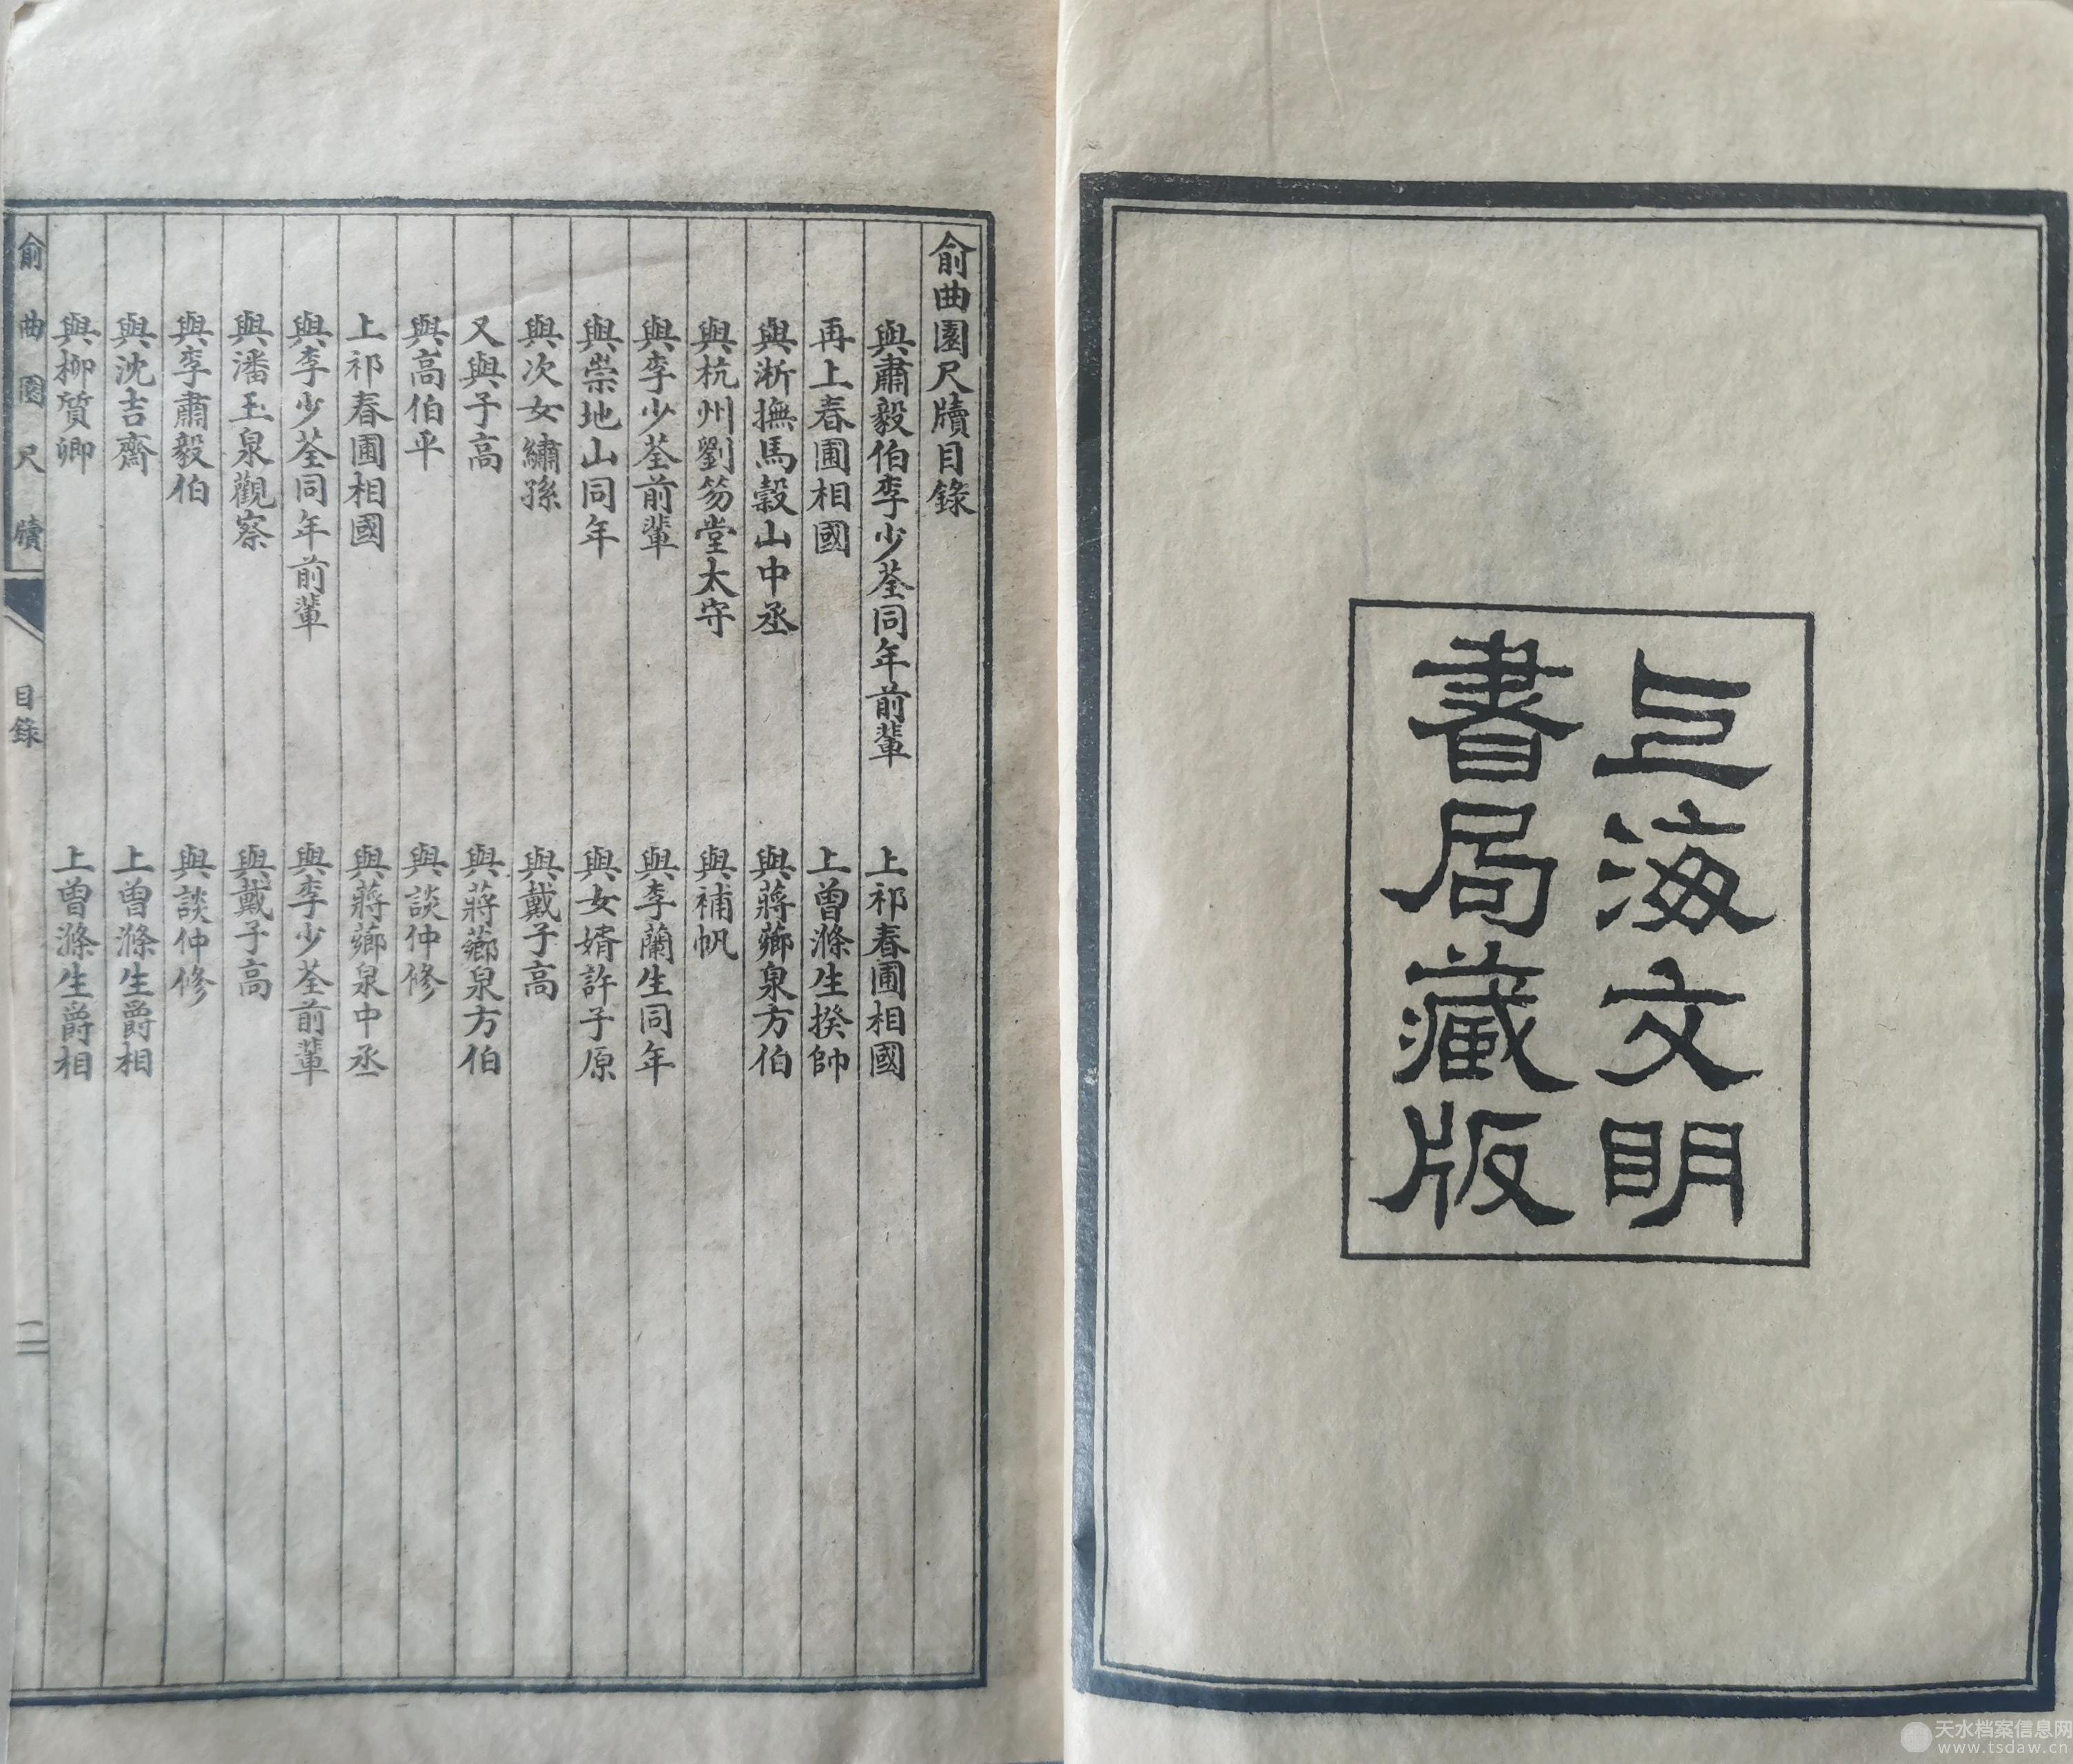 上海文明
書局藏版
俞曲園尺牘目錄
與肅毅伯李少荃同年前輩　上祁春圃相國
再上春圃相國　上曾滌生揆帥
與浙撫馬榖山中丞　與蔣薌泉方伯
與杭州劉笏堂太守　與補帆
與李少荃前輩　與李蘭生同年
與崇地山同年　與女婿許子原
與次女繡孫　與戴子高
又與子高　與蔣薌泉方伯
與高伯平　與談仲修
上祁春圃相國　與蔣薌泉中丞
與李少荃同年前輩　與李少荃前輩
與潘玉泉觀察　與戴子高
與李肅毅伯　與談仲修
與沈吉齋　上曾滌生爵相
與柳質卿　上曾滌生爵相
俞曲園尺牘　目錄
天水档案信息网
www.tsdaw.cn